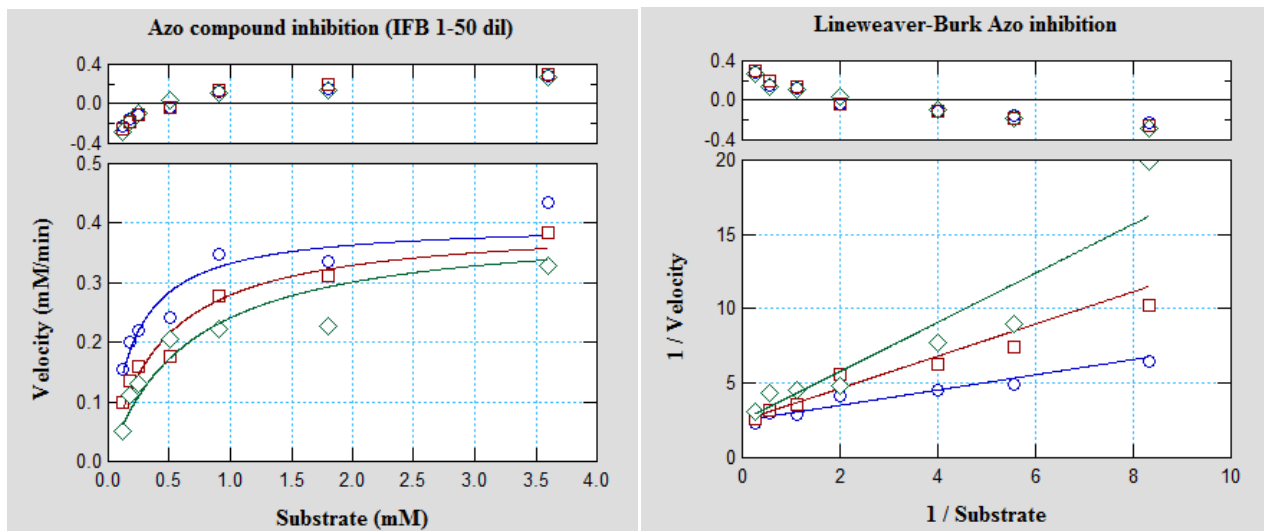 Azo compound inhibition (IFB 1-50 dil)
0.4
0.0
-0.4
0.5
0.4
0.3
0.2
0.1
0.0
Velocity (mM/min)
0.0 0.5 1.0 1.5 2.0 2.5 3.0 3.5 4.0
Substrate (mM)
Lineweaver-Burk Azo inhibition
0.4
0.0
-0.4
20
15
10
5
0
1 / Velocity
0 2 4 6 8 10
1 / Substrate